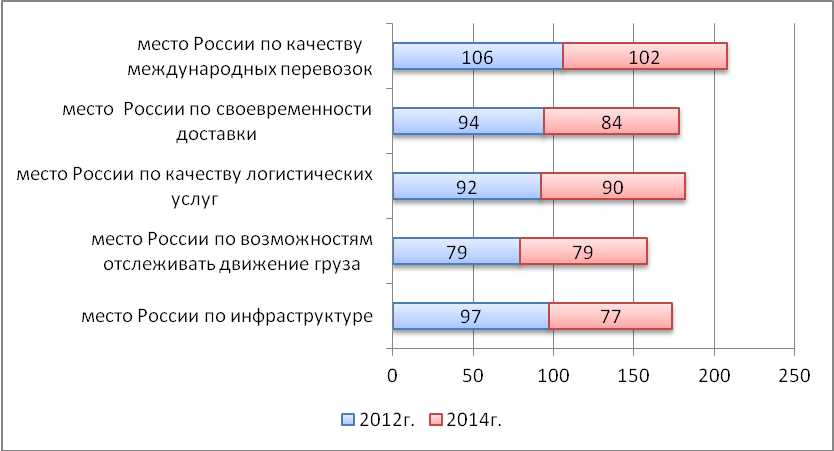 место России по качеству
международных перевозок
106 102
место России по своевременности
доставки
94 84
место России по качеству логистических
услуг
92 90
место России по возможностям
отслеживать движение груза
79 79
место России по инфраструктуре
97 77
0 50 100 150 200 250
2012г. 2014г.